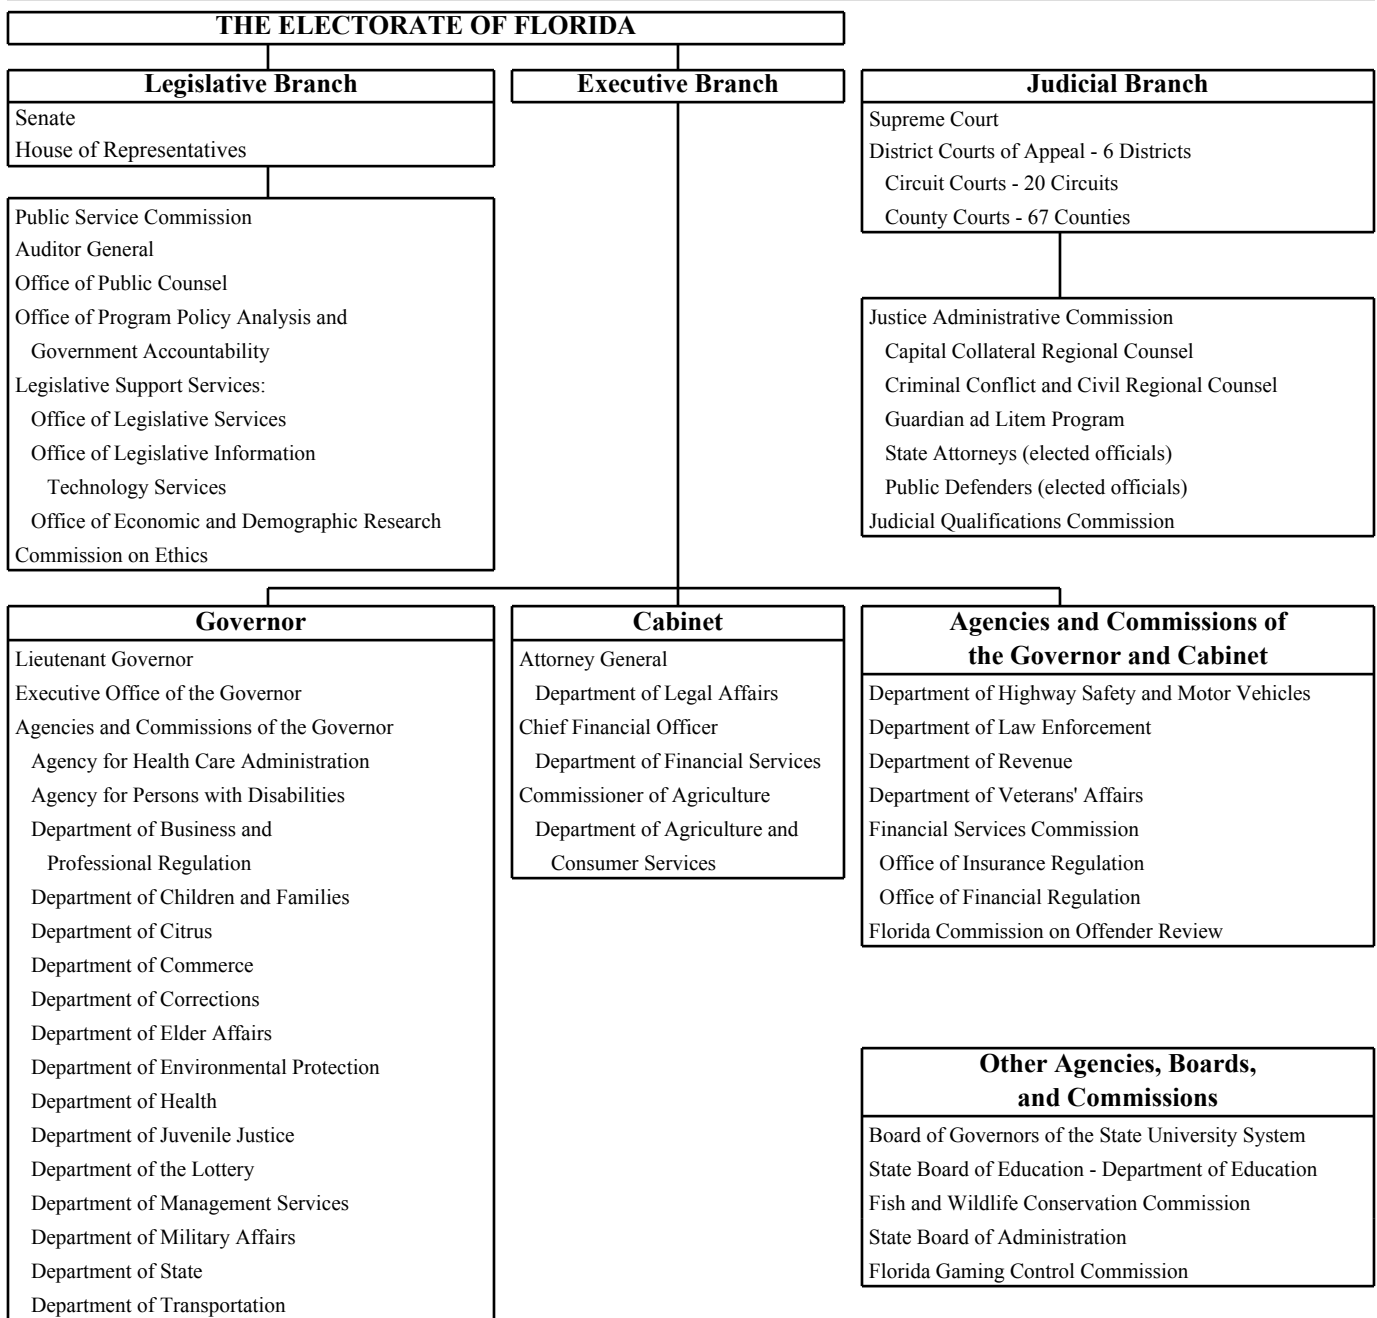 THE ELECTORATE OF FLORIDA
Legislative Branch
Senate
House of Representatives
Public Service Commission
Auditor General
Office of Public Counsel
Office of Program Policy Analysis and
Government Accountability
Legislative Support Services:
Office of Legislative Services
Office of Legislative Information
Technology Services
Office of Economic and Demographic Research
Commission on Ethics
Executive Branch
Judicial Branch
Supreme Court
District Courts of Appeal - 6 Districts
Circuit Courts - 20 Circuits
County Courts - 67 Counties
Justice Administrative Commission
Capital Collateral Regional Counsel
Criminal Conflict and Civil Regional Counsel
Guardian ad Litem Program
State Attorneys (elected officials)
Public Defenders (elected officials)
Judicial Qualifications Commission
Governor
Lieutenant Governor
Executive Office of the Governor
Agencies and Commissions of the Governor
Agency for Health Care Administration
Agency for Persons with Disabilities
Department of Business and
Professional Regulation
Department of Children and Families
Department of Citrus
Department of Commerce
Department of Corrections
Department of Elder Affairs
Department of Environmental Protection
Department of Health
Department of Juvenile Justice
Department of the Lottery
Department of Management Services
Department of Military Affairs
Department of State
Department of Transportation
Cabinet
Attorney General
Department of Legal Affairs
Chief Financial Officer
Department of Financial Services
Commissioner of Agriculture
Department of Agriculture and
Consumer Services
Agencies and Commissions of
the Governor and Cabinet
Department of Highway Safety and Motor Vehicles
Department of Law Enforcement
Department of Revenue
Department of Veterans' Affairs
Financial Services Commission
Office of Insurance Regulation
Office of Financial Regulation
Florida Commission on Offender Review
Other Agencies, Boards,
and Commissions
Board of Governors of the State University System
State Board of Education - Department of Education
Fish and Wildlife Conservation Commission
State Board of Administration
Florida Gaming Control Commission